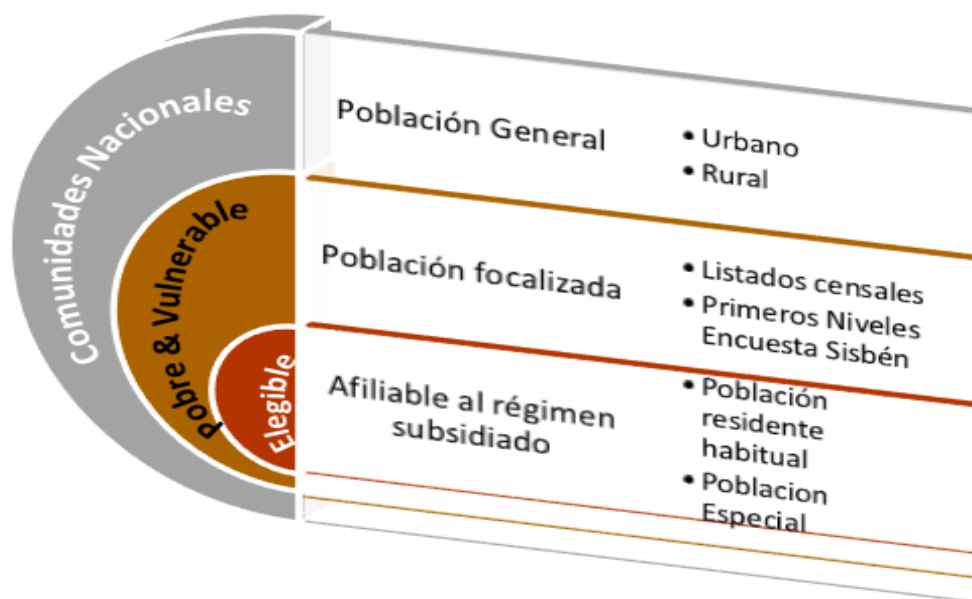 Comunidades Nacionales
Población General
• Urbano
• Rural
Pobre & Vulnerable
Población focalizada
• Listados censales
• Primeros Niveles
Encuesta Sisbén
Elegible
Afiliable al régimen
subsidiado
• Población
residente
habitual
• Poblacion
Especial